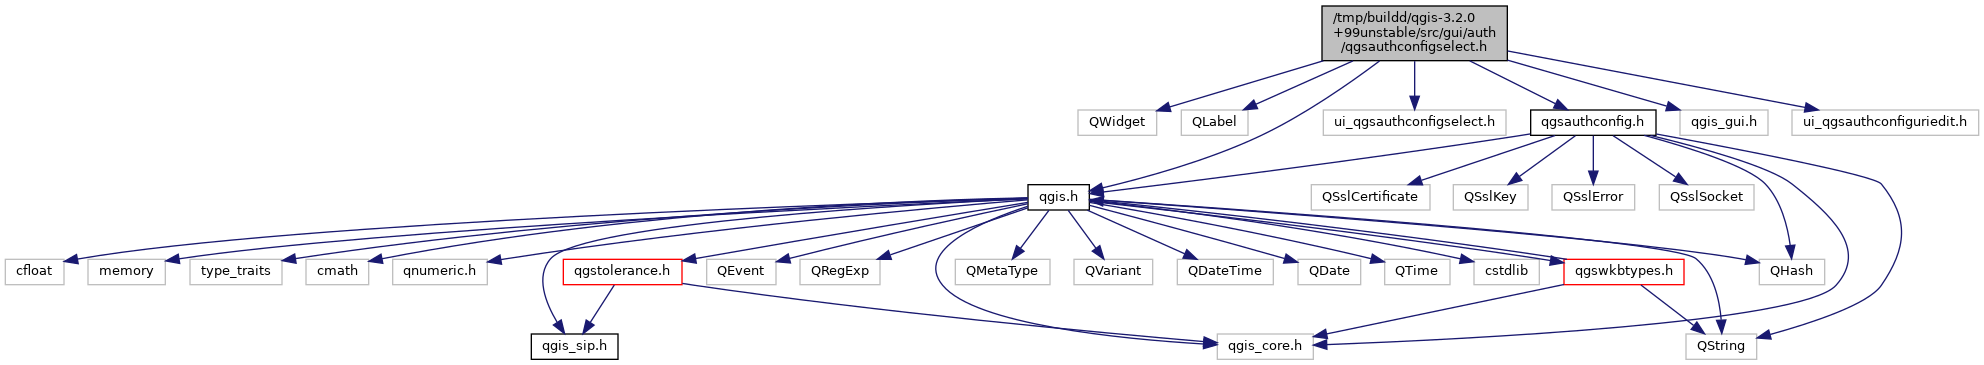 /tmp/buildd/qgis-3.2.0
+99unstable/src/gui/auth
/qgsauthconfigselect.h
QWidget
QLabel
ui_qgsauthconfigselect.h
qgsauthconfig.h
qgis_gui.h
ui_qgsauthconfiguriedit.h
qgis.h
QSslCertificate
QSslKey
QSslError
QSslSocket
cfloat
memory
type_traits
cmath
qnumeric.h
qgstolerance.h
QEvent
QRegExp
QMetaType
QVariant
QDateTime
QDate
QTime
cstdlib
qgswkbtypes.h
QHash
qgis_sip.h
qgis_core.h
QString